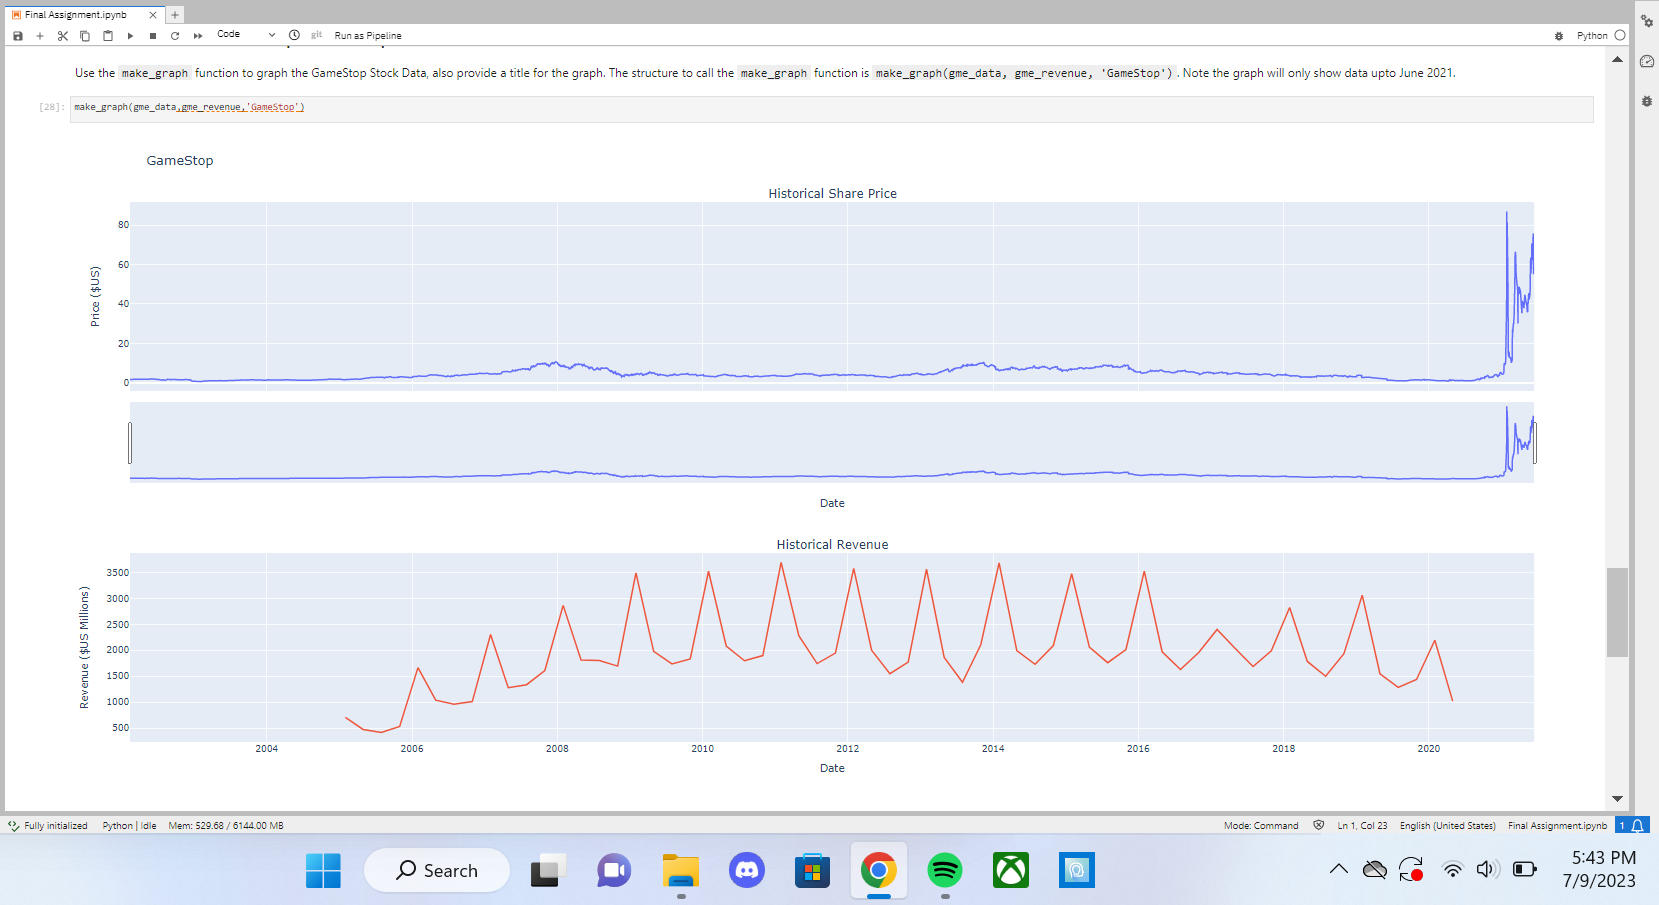 Final Assignment.ipynb
Code
git
Run as Pipeline
Python
Use the make_graph function to graph the GameStop Stock Data, also provide a title for the graph. The structure to call the make_graph function is make_graph(gme_data, gme_revenue, 'GameStop') . Note the graph will only show data upto June 2021.
[28]:
make_graph(gme_data,gme_revenue,'GameStop')
GameStop
Historical Share Price
80
60
40
20
0
Price ($US)
Date
Historical Revenue
3500
3000
2500
2000
1500
1000
500
Revenue ($US Millions)
2004 2006 2008 2010 2012 2014 2016 2018 2020
Date
Fully initialized Python | Idle Mem: 529.68 / 6144.00 MB Mode: Command Ln 1, Col 23 English (United States) Final Assignment.ipynb 1
Search
5:43 PM
7/9/2023